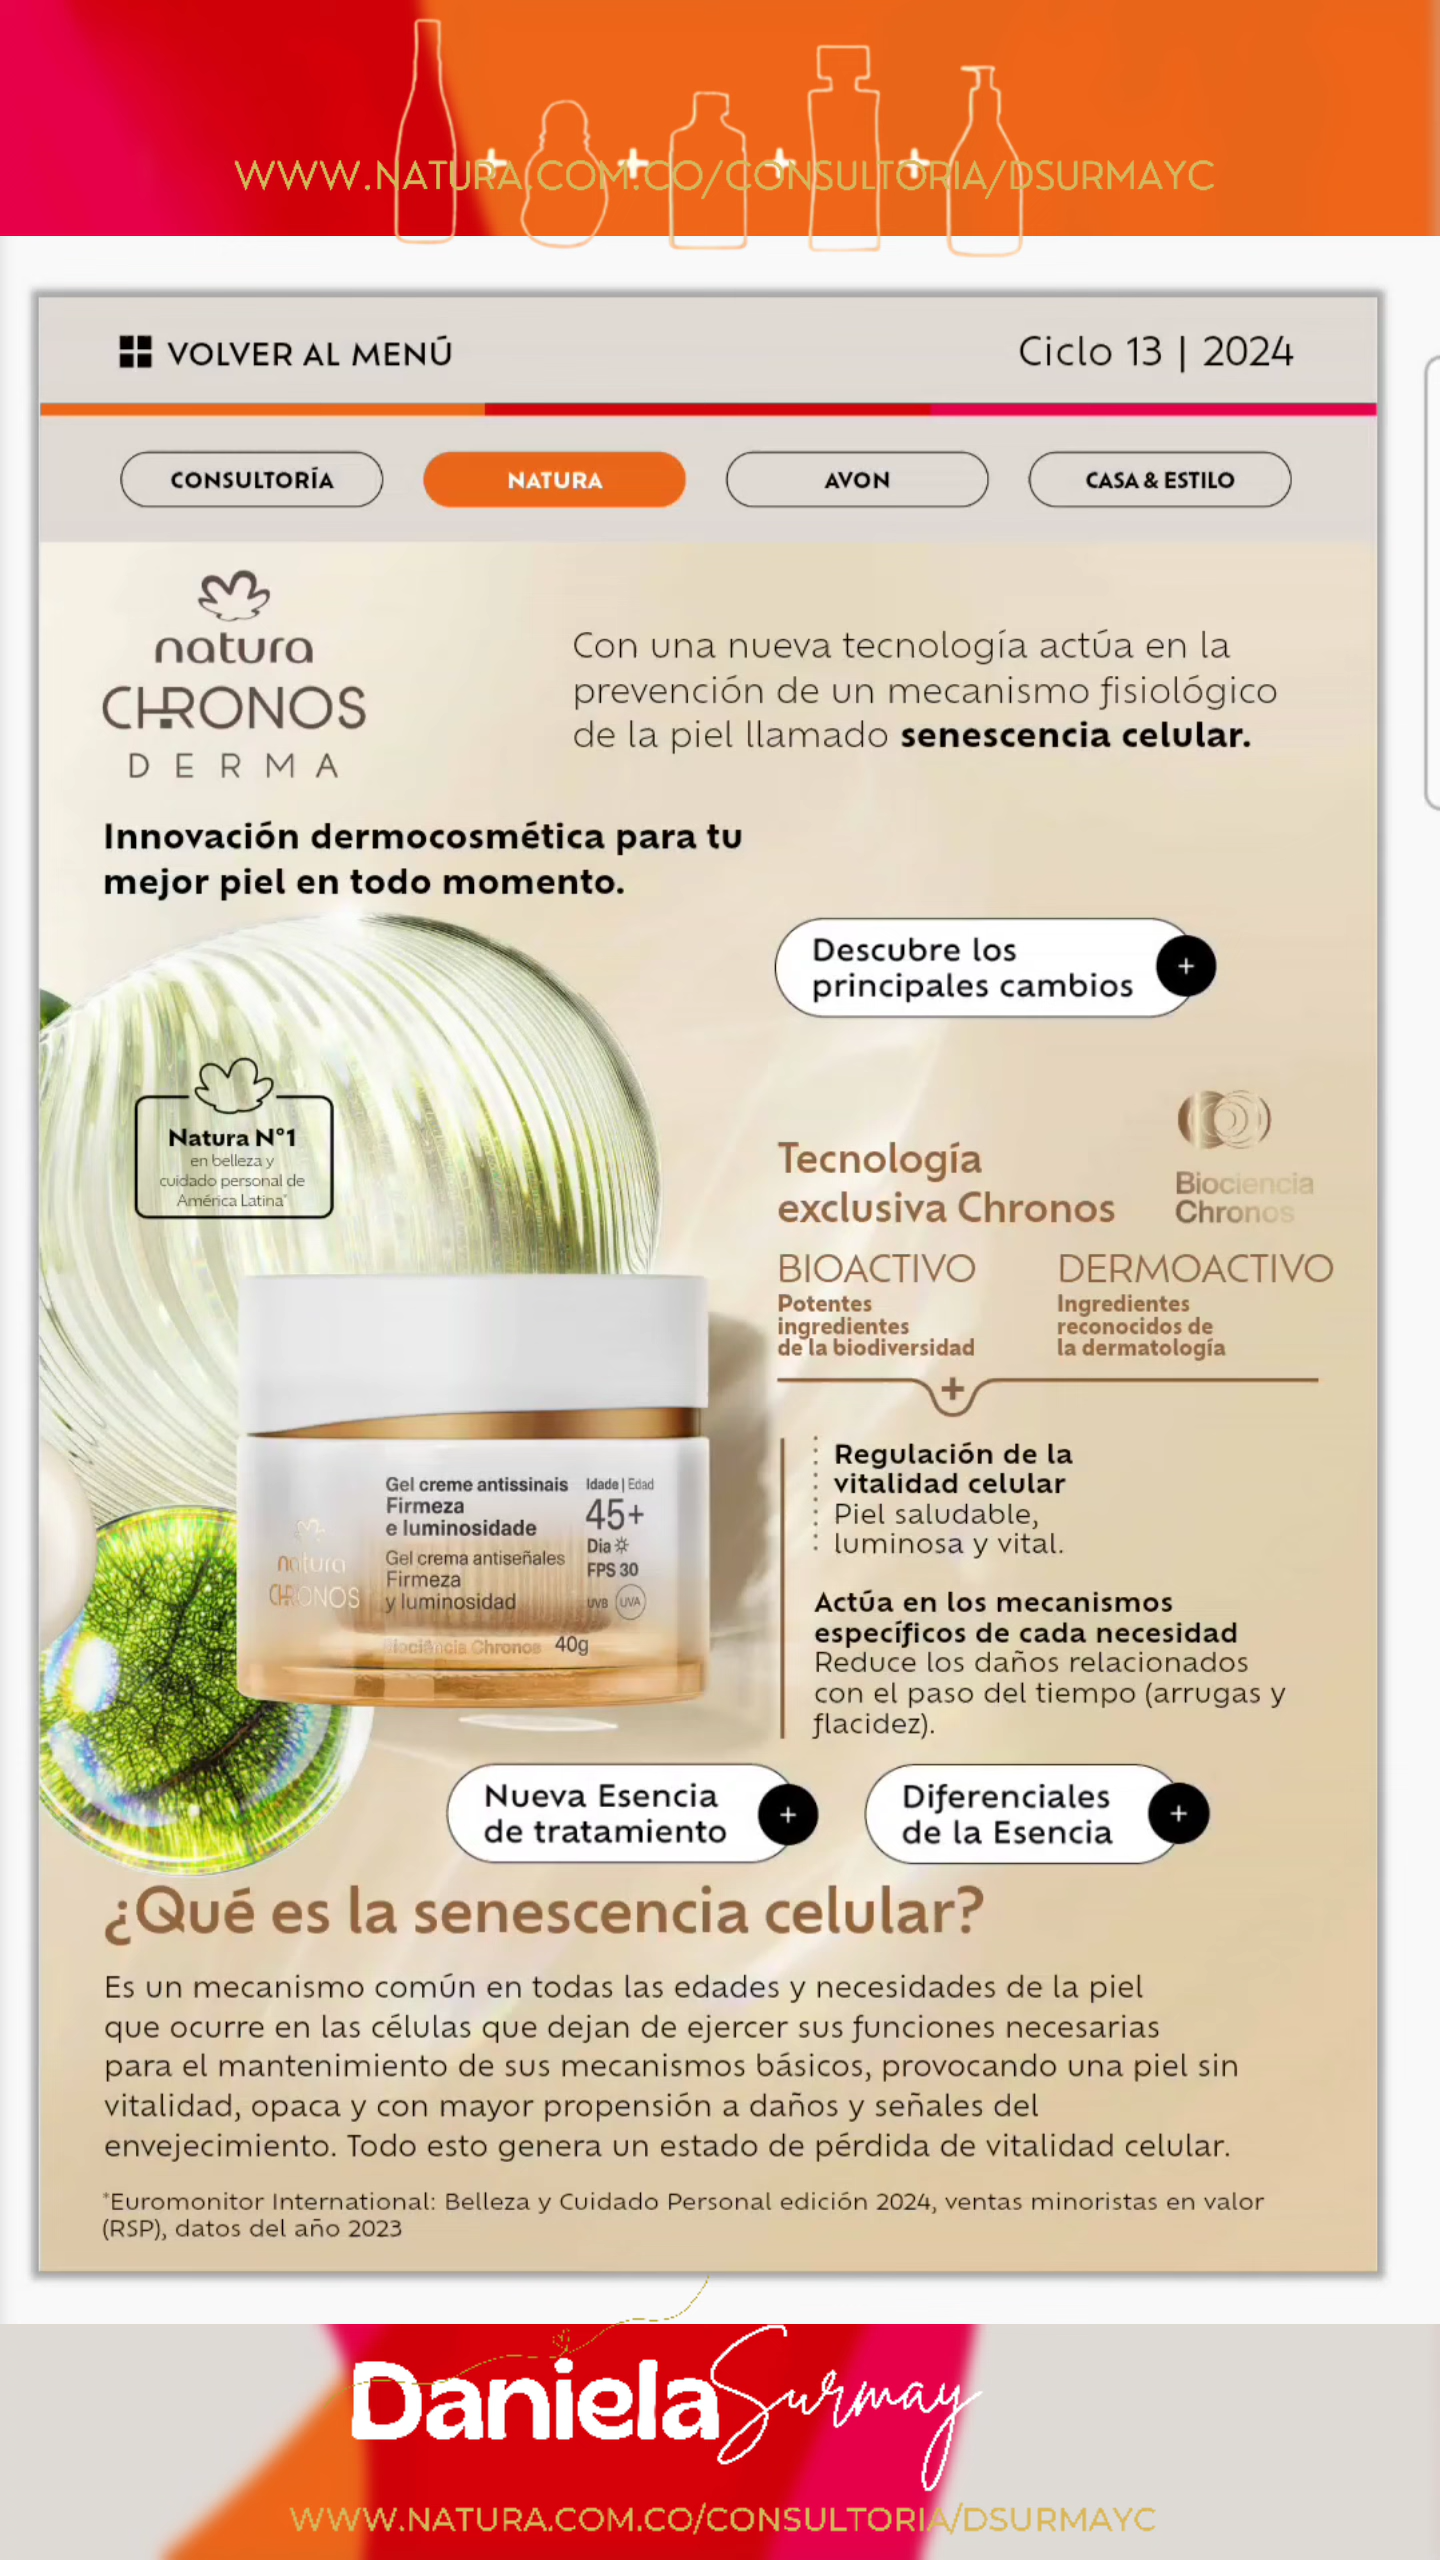 WWW.NATURA.COM.CO/CONSULTORIA/DSURMAYC
VOLVER AL MENÚ
Ciclo 13 | 2024
CONSULTORÍA
NATURA
AVON
CASA & ESTILO
natura
CHRONOS
DERMA
Con una nueva tecnología actúa en la
prevención de un mecanismo fisiológico
de la piel llamado senescencia celular.
Innovación dermocosmética para tu
mejor piel en todo momento.
Descubre los
principales cambios
+
Natura N°1
en belleza y
cuidado personal de
América Latina*
Tecnología
exclusiva Chronos
Biociencia
Chronos
BIOACTIVO
Potentes
ingredientes
de la biodiversidad
DERMOACTIVO
Ingredientes
reconocidos de
la dermatología
+
Gel creme antissinais
Firmeza
e luminosidade
Gel crema antiseñales
Firmeza
y luminosidad
Idade | Edad
45+
Dia
FPS 30
UVB UVA
natura
CHRONOS
Biociência Chronos 40g
Regulación de la
vitalidad celular
Piel saludable,
luminosa y vital.
Actúa en los mecanismos
específicos de cada necesidad
Reduce los daños relacionados
con el paso del tiempo (arrugas y
flacidez).
Nueva Esencia
de tratamiento
+
Diferenciales
de la Esencia
+
¿Qué es la senescencia celular?
Es un mecanismo común en todas las edades y necesidades de la piel
que ocurre en las células que dejan de ejercer sus funciones necesarias
para el mantenimiento de sus mecanismos básicos, provocando una piel sin
vitalidad, opaca y con mayor propensión a daños y señales del
envejecimiento. Todo esto genera un estado de pérdida de vitalidad celular.
*Euromonitor International: Belleza y Cuidado Personal edición 2024, ventas minoristas en valor
(RSP), datos del año 2023
Daniela Surmay
WWW.NATURA.COM.CO/CONSULTORIA/DSURMAYC